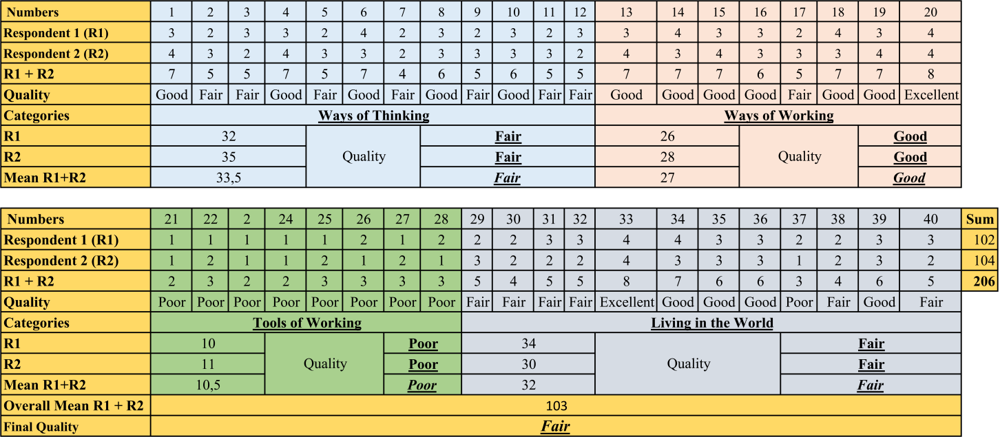 Numbers 1 2 3 4 5 6 7 8 9 10 11 12 13 14 15 16 17 18 19 20
Respondent 1 (R1) 3 2 3 3 2 4 2 3 2 3 2 3 3 4 3 3 2 4 3 4
Respondent 2 (R2) 4 3 2 4 3 3 2 3 3 3 3 2 4 3 4 3 3 3 4 4
R1 + R2 7 5 5 7 5 7 4 6 5 6 5 5 7 7 7 6 5 7 7 8
Quality Good Fair Fair Good Fair Good Fair Good Fair Good Fair Fair Good Good Good Good Fair Good Good Excellent
Categories Ways of Thinking Ways of Working
R1 32 Fair 26 Good
R2 35 Quality Fair 28 Quality Good
Mean R1+R2 33,5 Fair 27 Good
Numbers 21 22 2 24 25 26 27 28 29 30 31 32 33 34 35 36 37 38 39 40 Sum
Respondent 1 (R1) 1 1 1 1 1 2 1 2 2 2 3 3 4 4 3 3 2 2 3 3 102
Respondent 2 (R2) 1 2 1 1 2 1 2 1 3 2 2 2 4 3 3 3 1 2 3 2 104
R1 + R2 2 3 2 2 3 3 3 3 5 4 5 5 8 7 6 6 3 4 6 5 206
Quality Poor Poor Poor Poor Poor Poor Poor Poor Fair Fair Fair Fair Excellent Good Good Good Poor Fair Good Fair
Categories Tools of Working Living in the World
R1 10 Poor 34 Fair
R2 11 Quality Poor 30 Quality Fair
Mean R1+R2 10,5 Poor 32 Fair
Overall Mean R1 + R2 103
Final Quality Fair